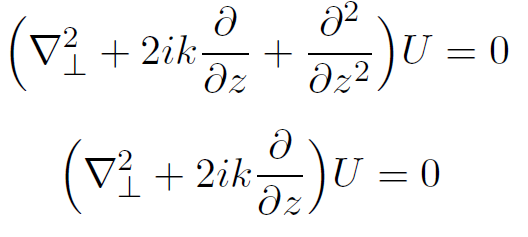 (∇²⊥ + 2ik ∂/∂z + ∂²/∂z²)U = 0
(∇²⊥ + 2ik ∂/∂z)U = 0